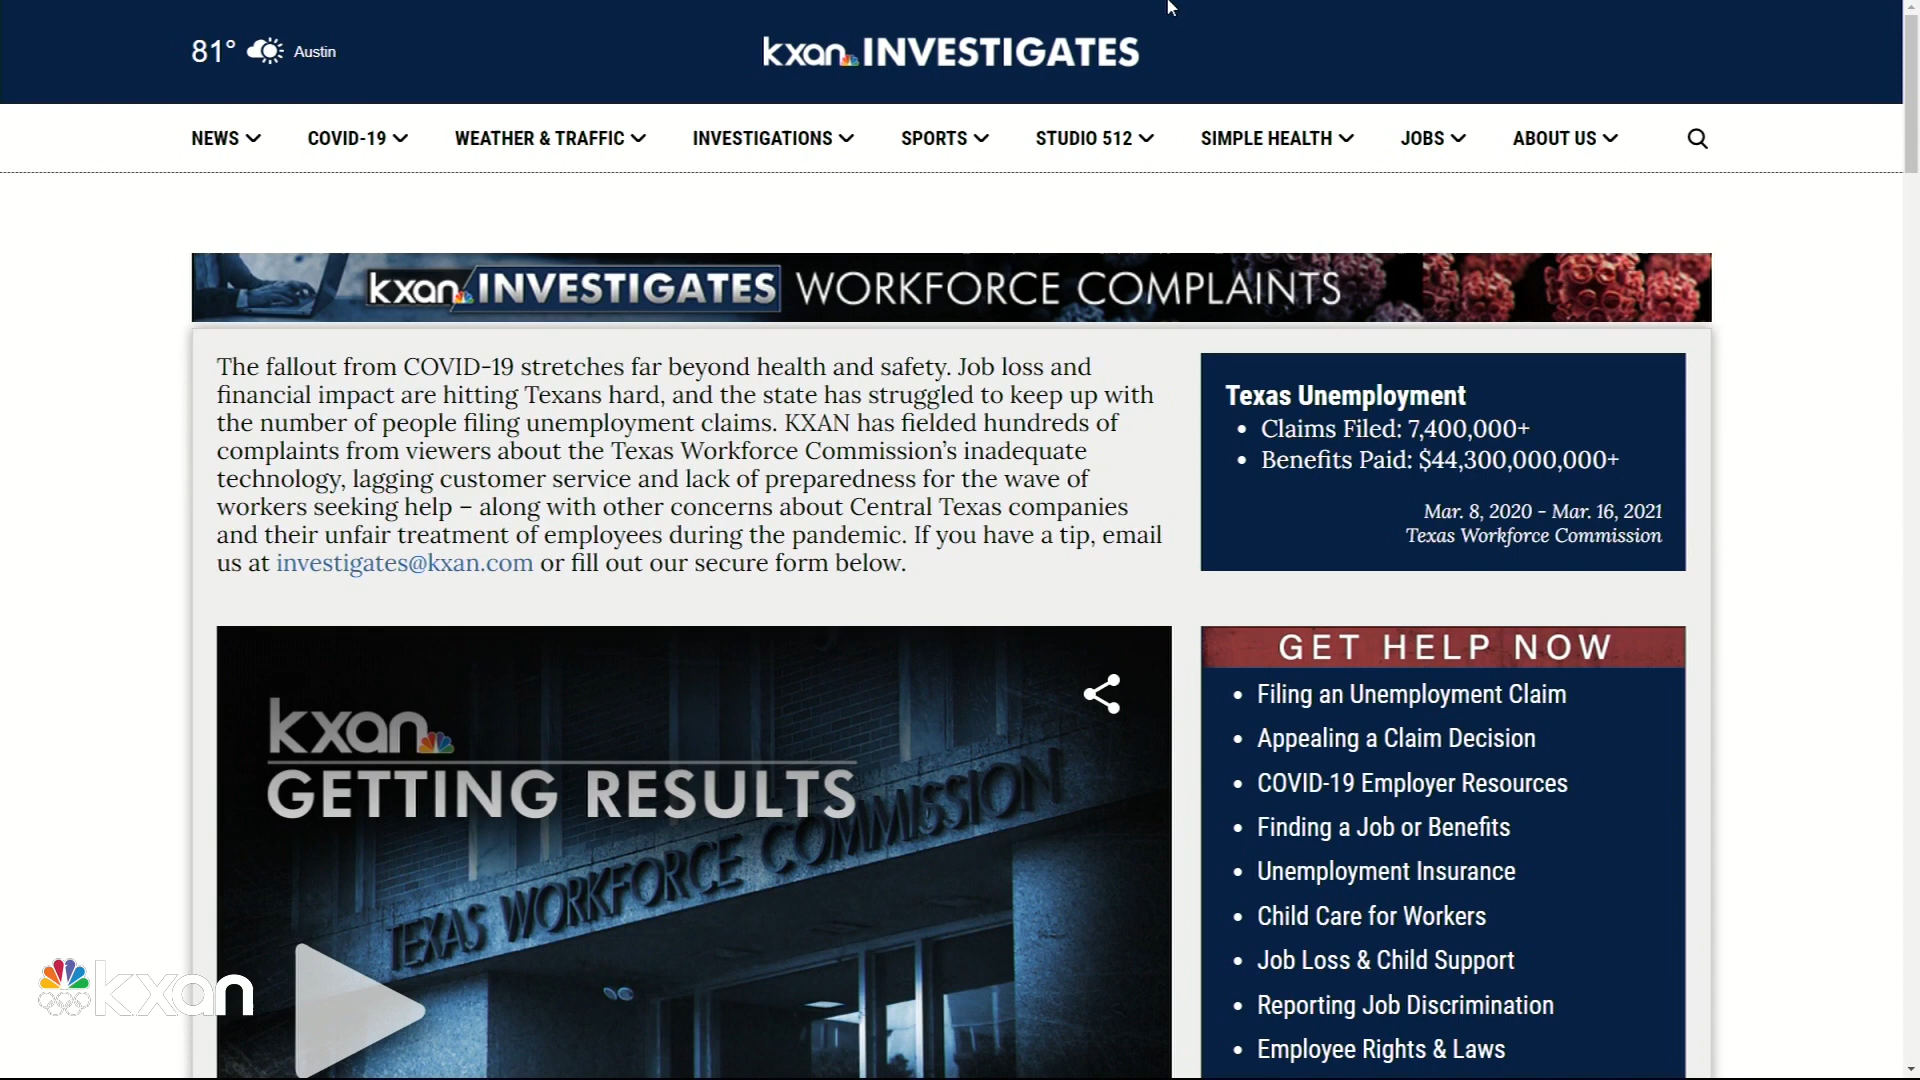 81° Austin
kxan INVESTIGATES
NEWS COVID-19 WEATHER & TRAFFIC INVESTIGATIONS SPORTS STUDIO 512 SIMPLE HEALTH JOBS ABOUT US
kxan INVESTIGATES WORKFORCE COMPLAINTS
The fallout from COVID-19 stretches far beyond health and safety. Job loss and
financial impact are hitting Texans hard, and the state has struggled to keep up with
the number of people filing unemployment claims. KXAN has fielded hundreds of
complaints from viewers about the Texas Workforce Commission's inadequate
technology, lagging customer service and lack of preparedness for the wave of
workers seeking help – along with other concerns about Central Texas companies
and their unfair treatment of employees during the pandemic. If you have a tip, email
us at investigates@kxan.com or fill out our secure form below.
Texas Unemployment
• Claims Filed: 7,400,000+
• Benefits Paid: $44,300,000,000+
Mar. 8, 2020 - Mar. 16, 2021
Texas Workforce Commission
kxan
GETTING RESULTS
TEXAS WORKFORCE COMMISSION
GET HELP NOW
• Filing an Unemployment Claim
• Appealing a Claim Decision
• COVID-19 Employer Resources
• Finding a Job or Benefits
• Unemployment Insurance
• Child Care for Workers
• Job Loss & Child Support
• Reporting Job Discrimination
• Employee Rights & Laws
kxan